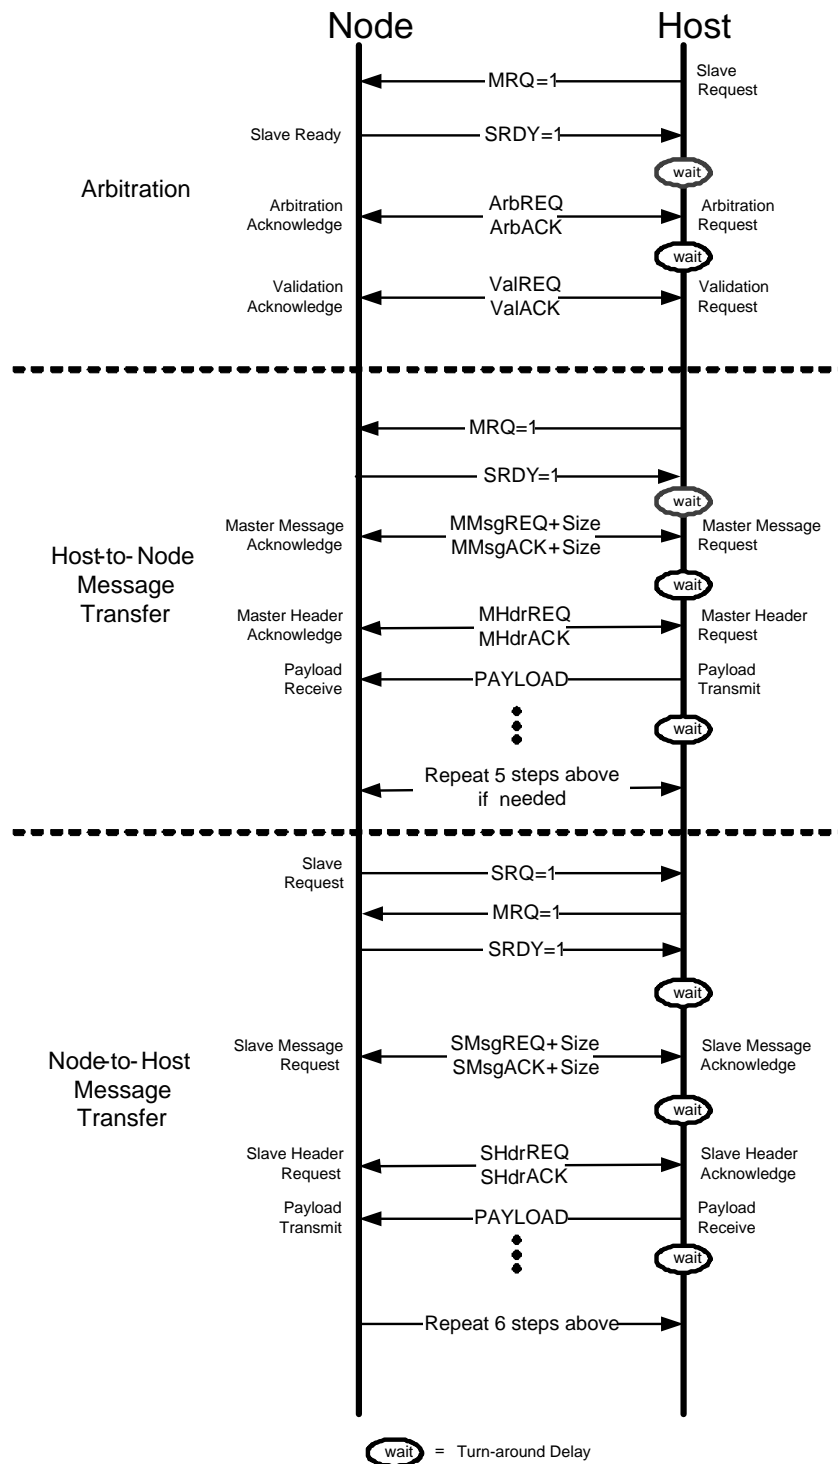 Node Host
MRQ=1
Slave
Request
Slave Ready
SRDY=1
wait
Arbitration
Arbitration
Acknowledge
ArbREQ
ArbACK
Arbitration
Request
wait
Validation
Acknowledge
ValREQ
ValACK
Validation
Request
MRQ=1
SRDY=1
wait
Host-to-Node
Message
Transfer
Master Message
Acknowledge
MMsgREQ+Size
MMsgACK+Size
Master Message
Request
wait
Master Header
Acknowledge
MHdrREQ
MHdrACK
Master Header
Request
Payload
Receive
PAYLOAD
Payload
Transmit
wait
Repeat 5 steps above
if needed
Slave
Request
SRQ=1
MRQ=1
SRDY=1
wait
Node-to-Host
Message
Transfer
Slave Message
Request
SMsgREQ+Size
SMsgACK+Size
Slave Message
Acknowledge
wait
Slave Header
Request
SHdrREQ
SHdrACK
Slave Header
Acknowledge
Payload
Transmit
PAYLOAD
Payload
Receive
wait
Repeat 6 steps above
wait = Turn-around Delay